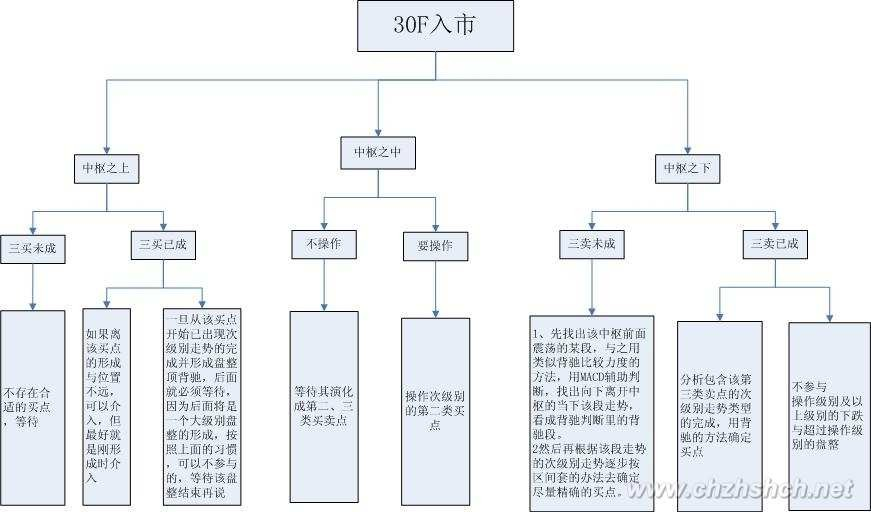 30F入市
中枢之上
中枢之中
中枢之下
三买未成
三买已成
不操作
要操作
三卖未成
三卖已成
不存在合
适的买点
，等待
如果离
该买点
的形成
与位置
不远，
可以介
入，但
最好就
是刚形
成时介
入
一旦从该买点
开始已出现次
级别走势的完
成并形成盘整
顶背驰，后面
就必须等待，
因为后面将是
一个大级别盘
整的形成，按
照上面的习惯
，可以不参与
的，等待该盘
整结束再说
等待其演化
成第二、三
类买卖点
操作次级别
的第二类买
点
1、先找出该中枢前面
震荡的某段，与之用
类似背驰比较力度的
方法，用MACD辅助判
断，找出向下离开中
枢的当下该段走势，
看成背驰判断里的背
驰段。
2然后再根据该段走势
的次级别走势逐步按
区间套的办法去确定
尽量精确的买点。
分析包含该第
三类卖点的次
级别走势类型
的完成，用背
驰的方法确定
买点
不参与
操作级别及以
上级别的下跌
与超过操作级
别的盘整
www.chzhshch.net